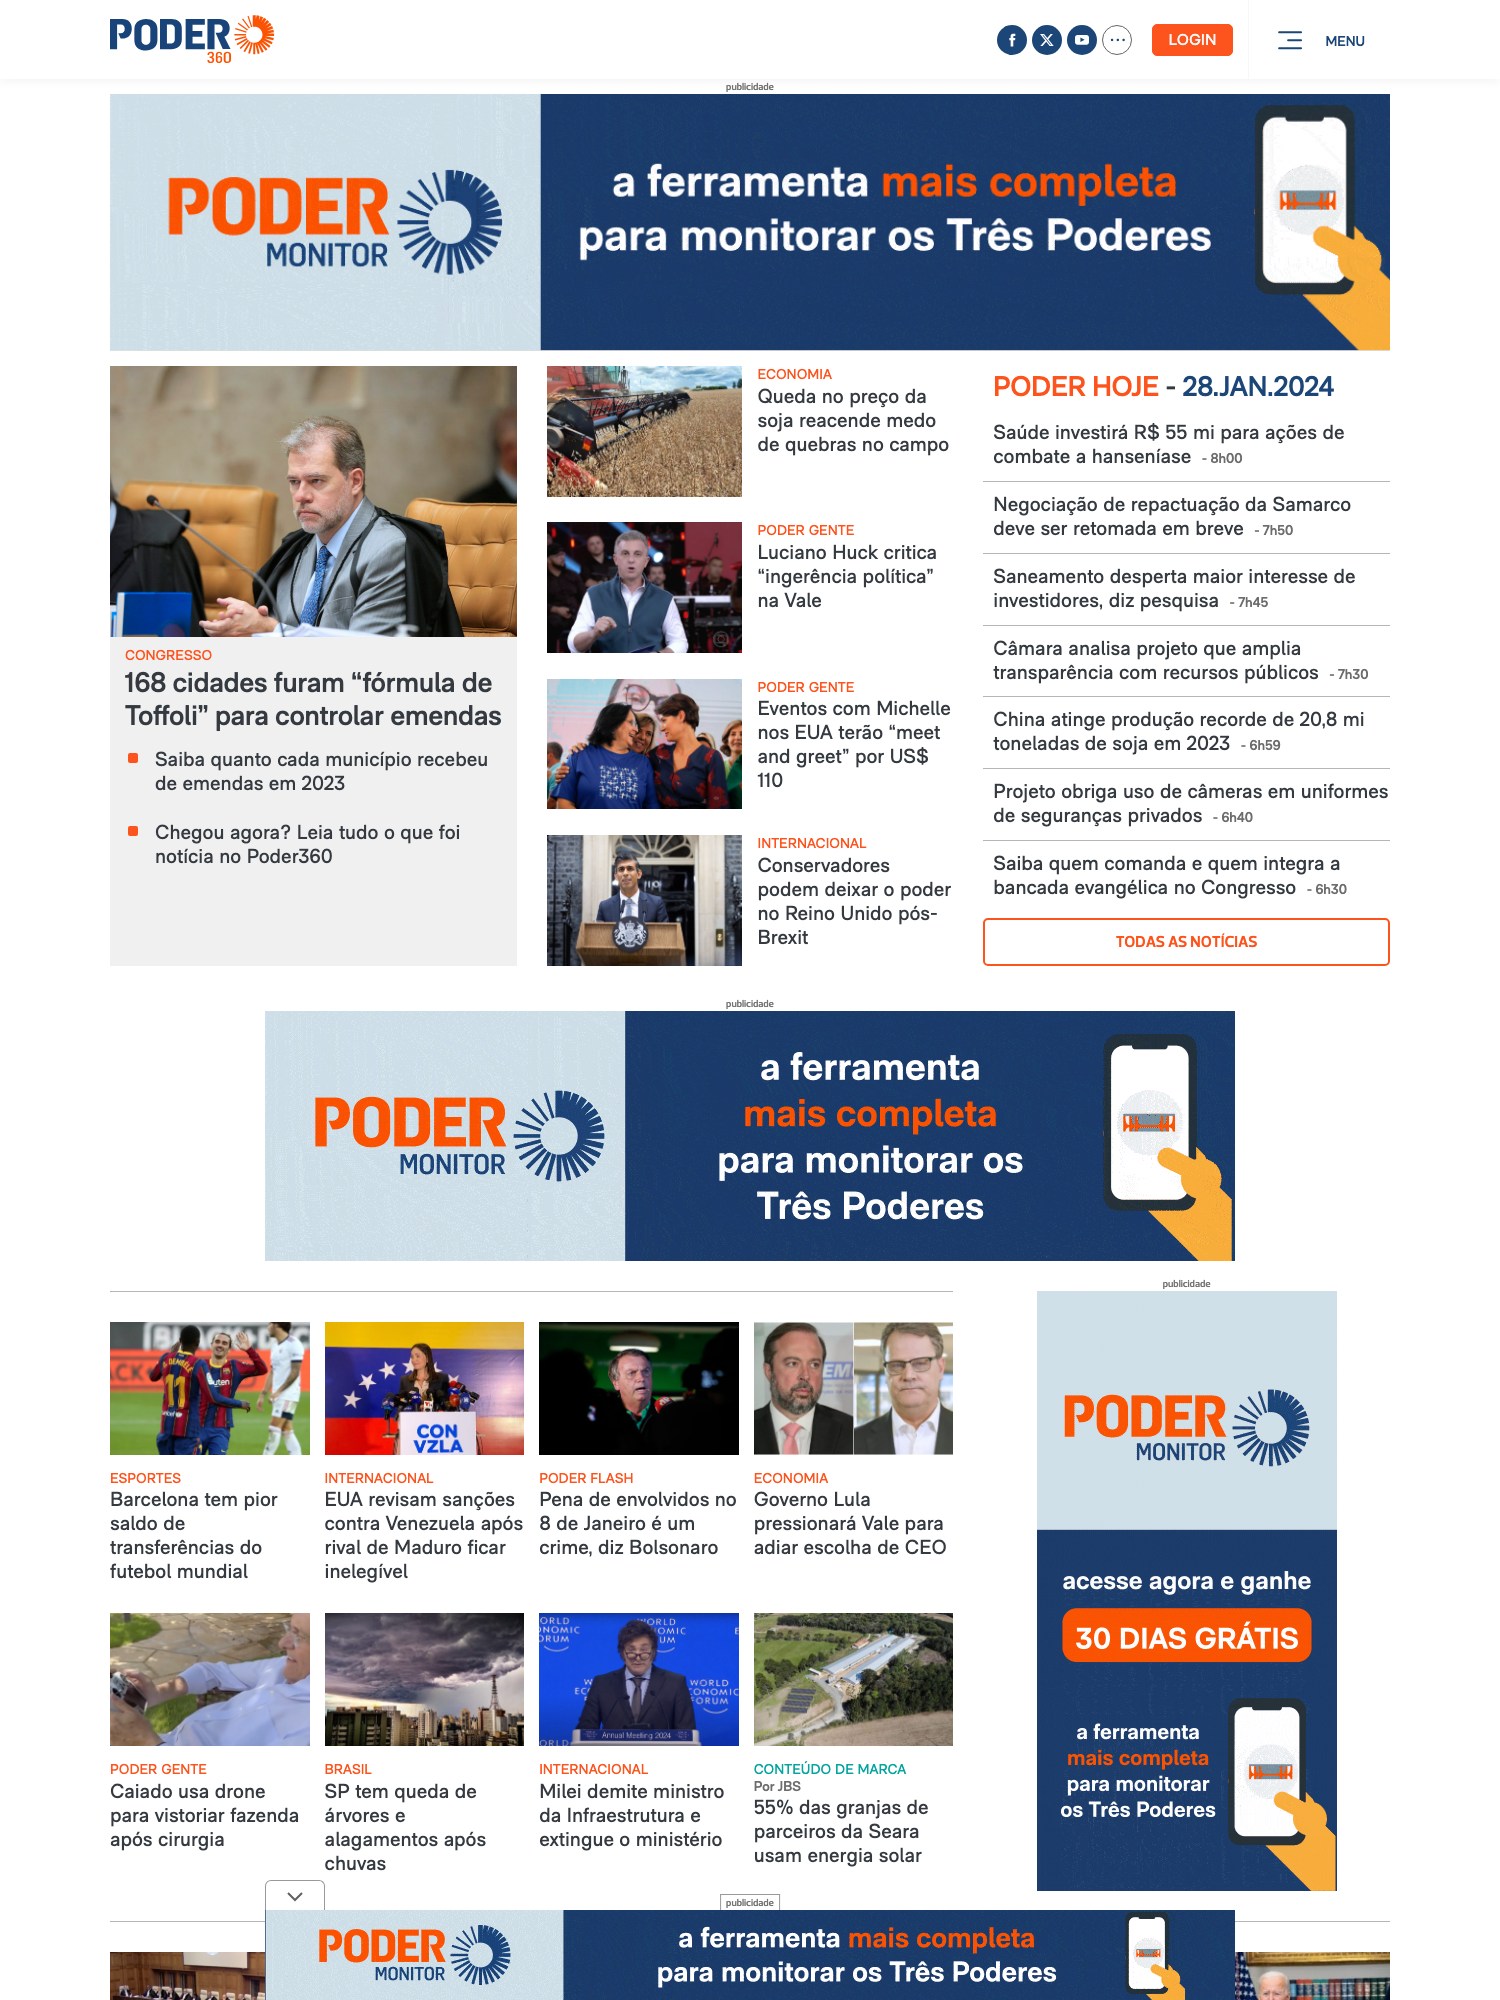 PODER
360
LOGIN
MENU
publicidade
PODER
MONITOR
a ferramenta mais completa
para monitorar os Três Poderes
CONGRESSO
168 cidades furam “fórmula de
Toffoli” para controlar emendas
Saiba quanto cada município recebeu
de emendas em 2023
Chegou agora? Leia tudo o que foi
notícia no Poder360
ECONOMIA
Queda no preço da
soja reacende medo
de quebras no campo
PODER GENTE
Luciano Huck critica
“ingerência política”
na Vale
PODER GENTE
Eventos com Michelle
nos EUA terão “meet
and greet” por US$
110
INTERNACIONAL
Conservadores
podem deixar o poder
no Reino Unido pós-
Brexit
PODER HOJE - 28.JAN.2024
Saúde investirá R$ 55 mi para ações de
combate a hanseníase - 8h00
Negociação de repactuação da Samarco
deve ser retomada em breve - 7h50
Saneamento desperta maior interesse de
investidores, diz pesquisa - 7h45
Câmara analisa projeto que amplia
transparência com recursos públicos - 7h30
China atinge produção recorde de 20,8 mi
toneladas de soja em 2023 - 6h59
Projeto obriga uso de câmeras em uniformes
de seguranças privados - 6h40
Saiba quem comanda e quem integra a
bancada evangélica no Congresso - 6h30
TODAS AS NOTÍCIAS
publicidade
PODER
MONITOR
a ferramenta
mais completa
para monitorar os
Três Poderes
CON
VZLA
ESPORTES
Barcelona tem pior
saldo de
transferências do
futebol mundial
INTERNACIONAL
EUA revisam sanções
contra Venezuela após
rival de Maduro ficar
inelegível
PODER FLASH
Pena de envolvidos no
8 de Janeiro é um
crime, diz Bolsonaro
ECONOMIA
Governo Lula
pressionará Vale para
adiar escolha de CEO
WORLD
ECONOMIC
FORUM
Annual Meeting 2024
PODER GENTE
Caiado usa drone
para vistoriar fazenda
após cirurgia
BRASIL
SP tem queda de
árvores e
alagamentos após
chuvas
INTERNACIONAL
Milei demite ministro
da Infraestrutura e
extingue o ministério
CONTEÚDO DE MARCA
Por JBS
55% das granjas de
parceiros da Seara
usam energia solar
publicidade
PODER
MONITOR
acesse agora e ganhe
30 DIAS GRÁTIS
a ferramenta
mais completa
para monitorar
os Três Poderes
publicidade
PODER
MONITOR
a ferramenta mais completa
para monitorar os Três Poderes